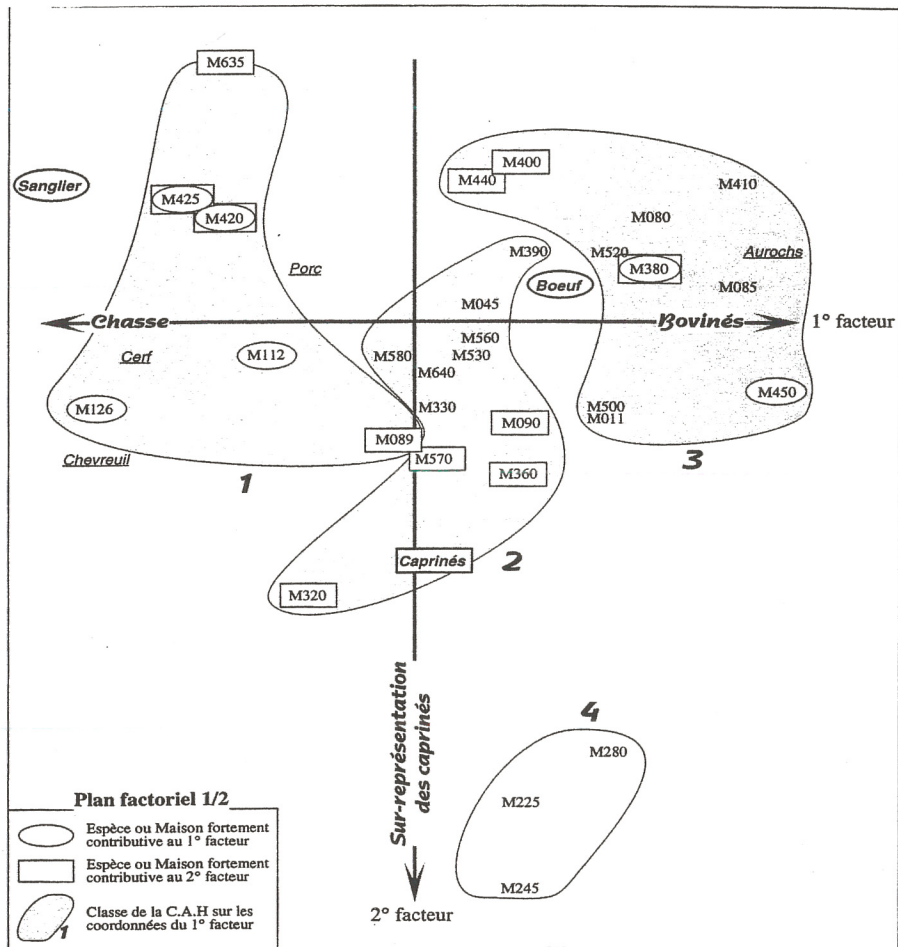 M635
M400
M440
M410
Sanglier
M425
M420
M080
M390
M520
Aurochs
Porc
M380
Boeuf
M085
M045
Chasse
Bovinés
1° facteur
M560
Cerf
M112
M580
M530
M640
M450
M126
M330
M500
M011
M090
M089
Chevreuil
M570
M360
1
3
Caprinés
2
M320
Sur-représentation
des caprinés
4
M280
M225
M245
2° facteur
Plan factoriel 1/2
Espèce ou Maison fortement
contributive au 1° facteur
Espèce ou Maison fortement
contributive au 2° facteur
1
Classe de la C.A.H sur les
coordonnées du 1° facteur